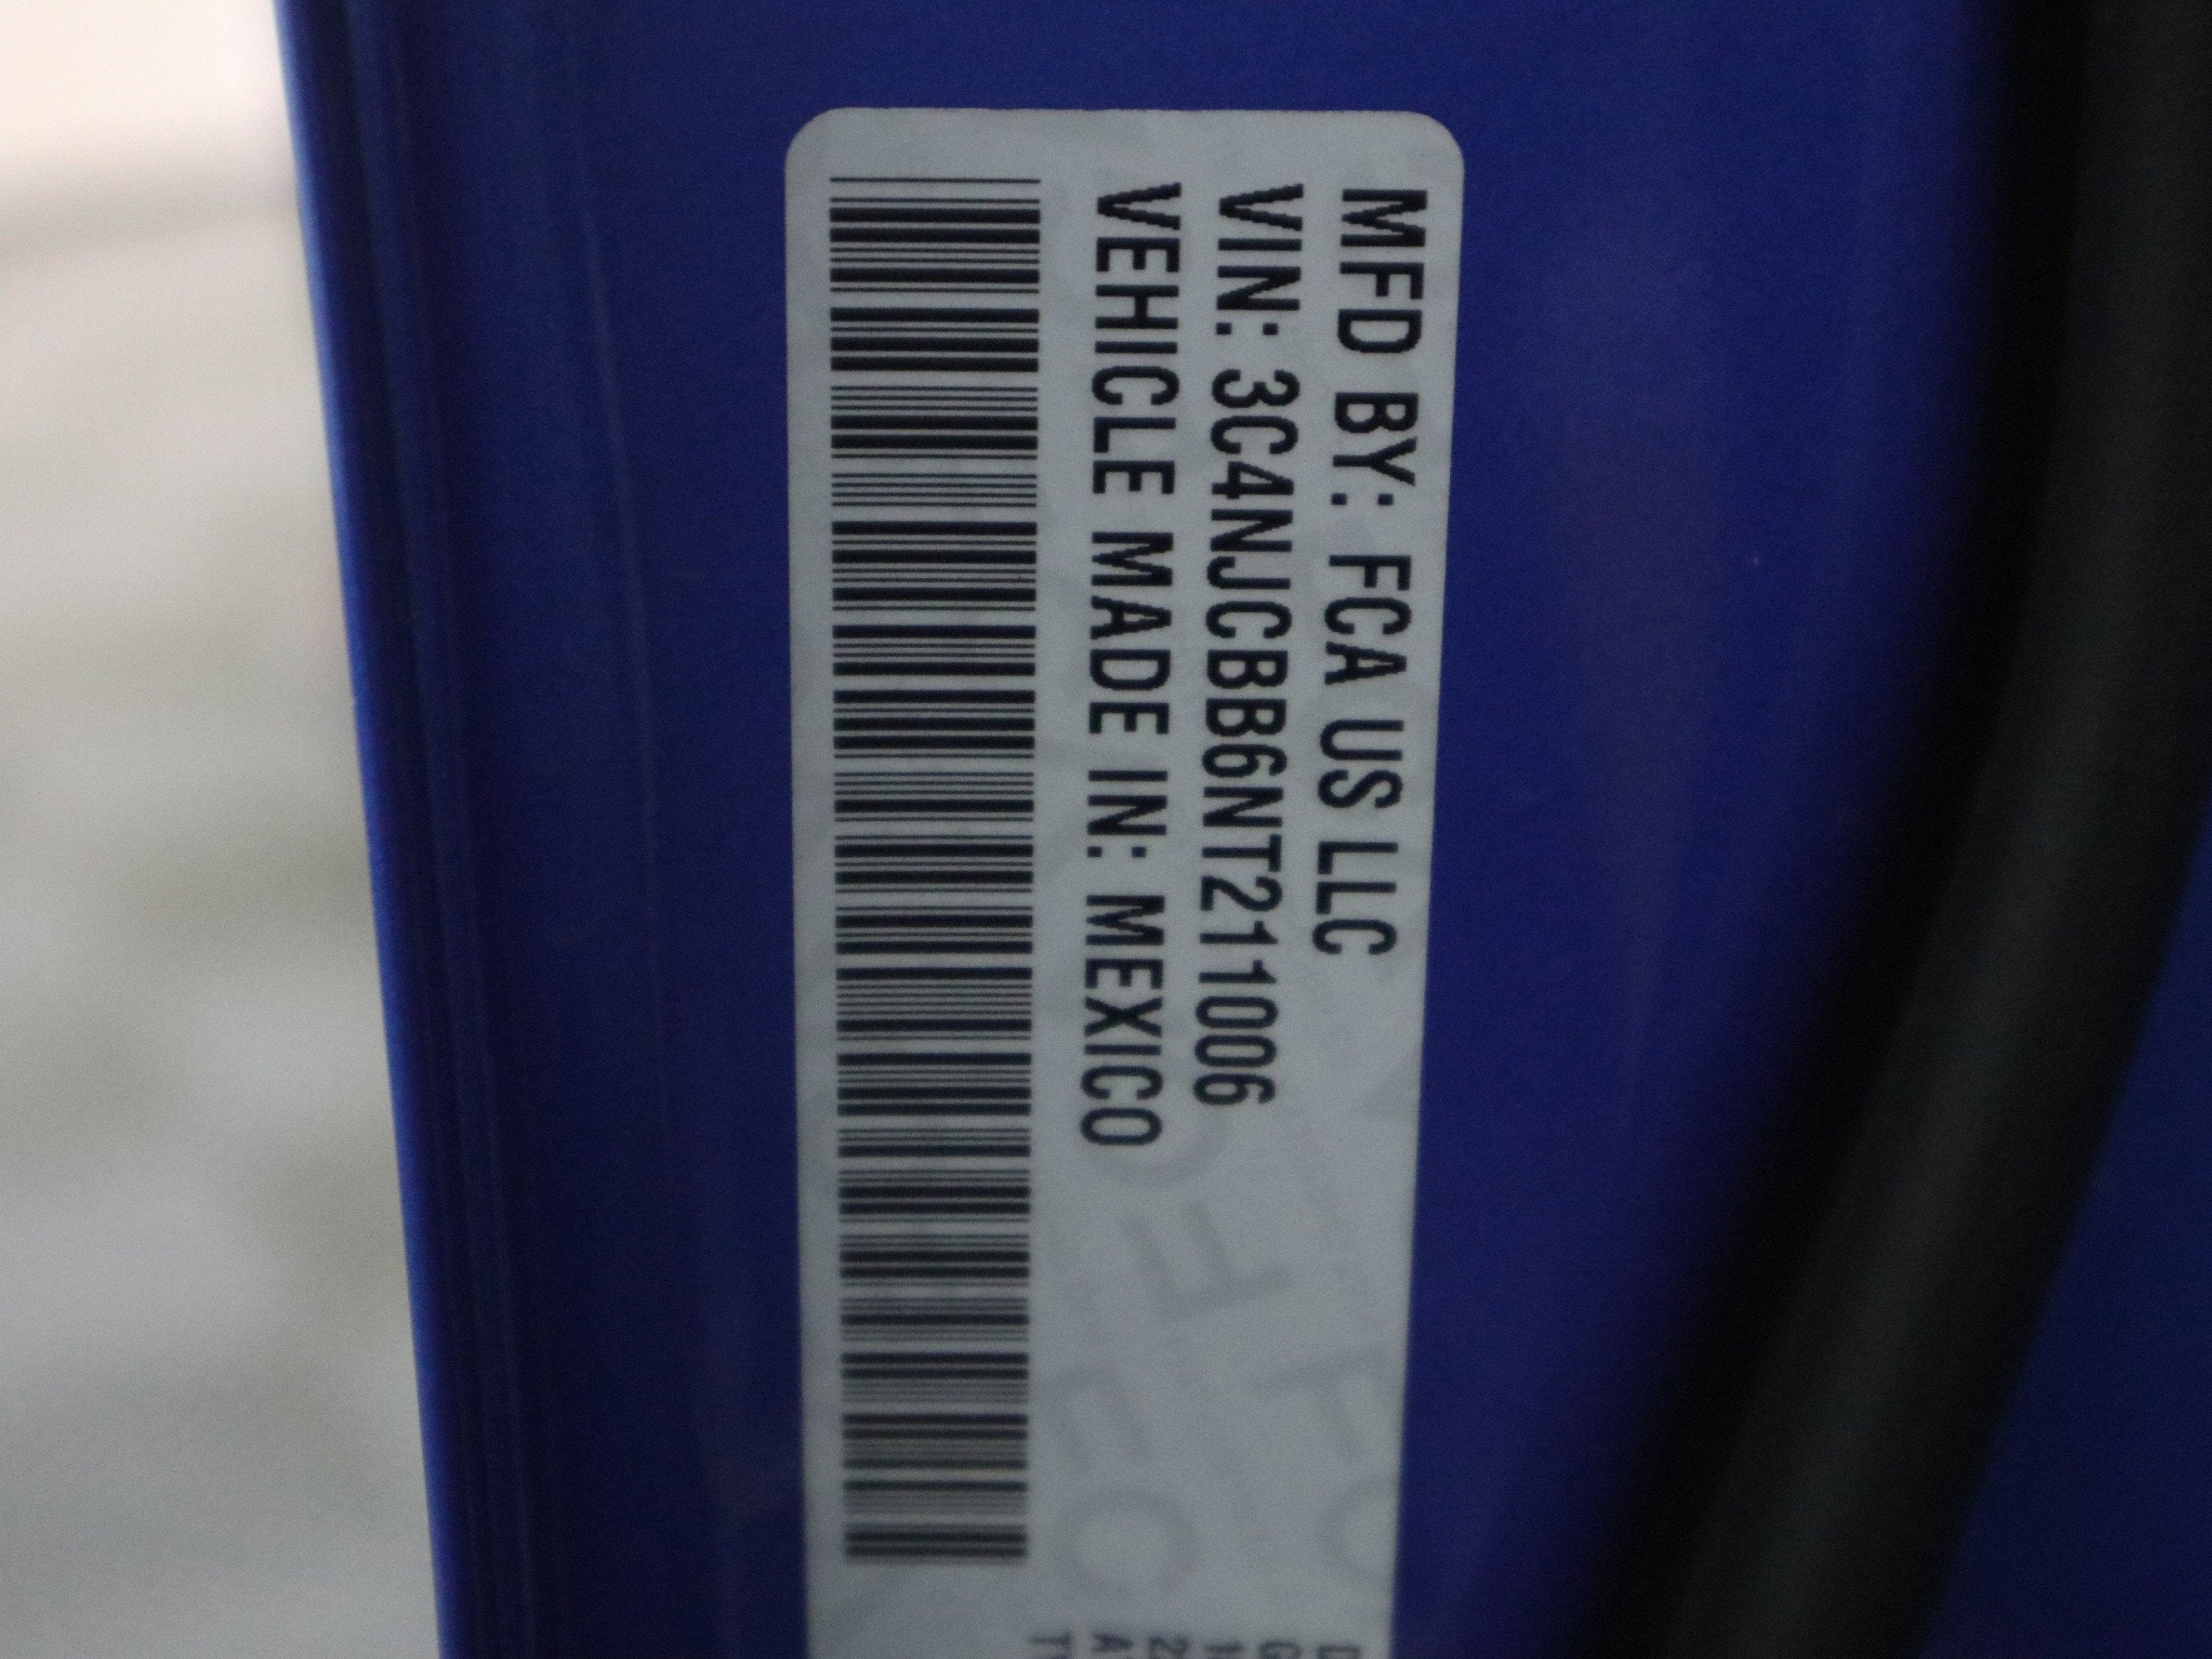 MFD BY: FCA US LLC
VIN: 3C4NJCBB6NT211006
VEHICLE MADE IN: MEXICO